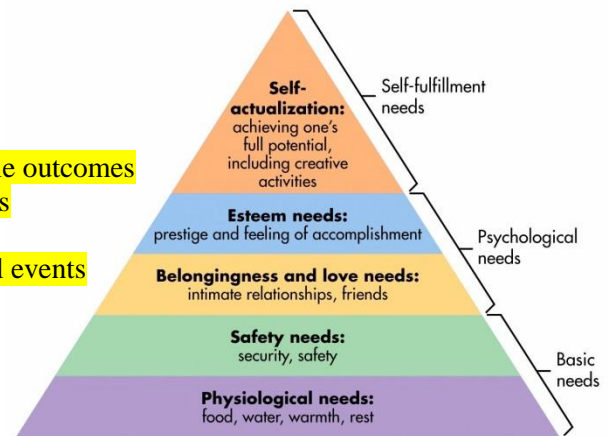 Self-
actualization:
achieving one's
full potential,
including creative
activities
Self-fulfillment
needs
outcomes
Esteem needs:
prestige and feeling of accomplishment
Psychological
needs
events
Belongingness and love needs:
intimate relationships, friends
Safety needs:
security, safety
Basic
needs
Physiological needs:
food, water, warmth, rest